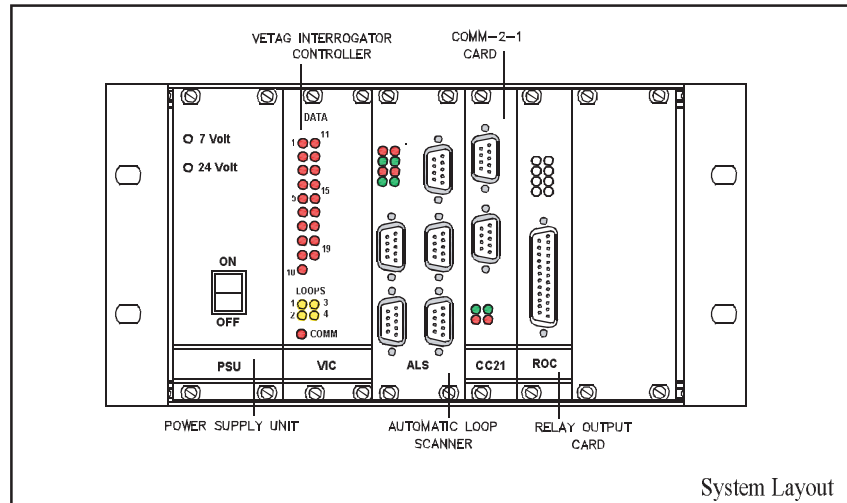 VETAG INTERROGATOR
CONTROLLER
COMM-2-1
CARD
DATA
1
11
7 Volt
24 Volt
5
15
19
10
ON
OFF
LOOPS
1
3
2
4
COMM
PSU
VIC
ALS
CC21
ROC
POWER SUPPLY UNIT
AUTOMATIC LOOP
SCANNER
RELAY OUTPUT
CARD
System Layout